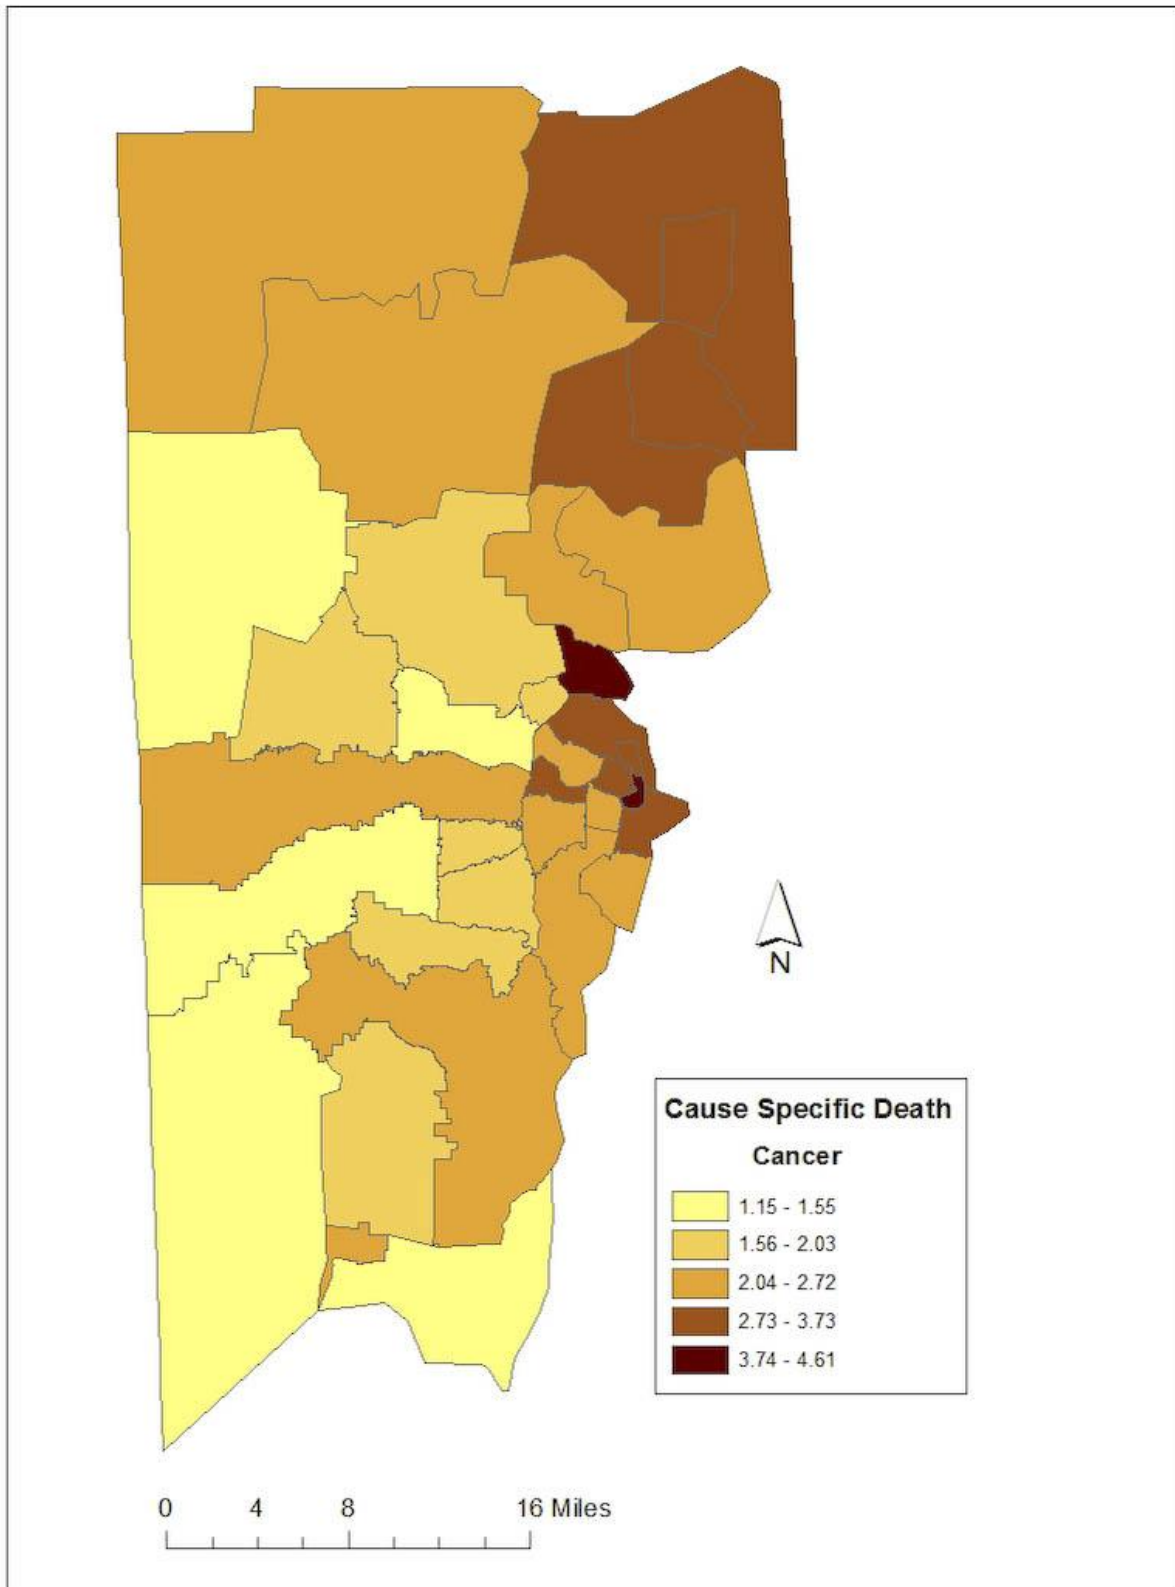 N
Cause Specific Death
Cancer
1.15 - 1.55
1.56 - 2.03
2.04 - 2.72
2.73 - 3.73
3.74 - 4.61
0 4 8 16 Miles